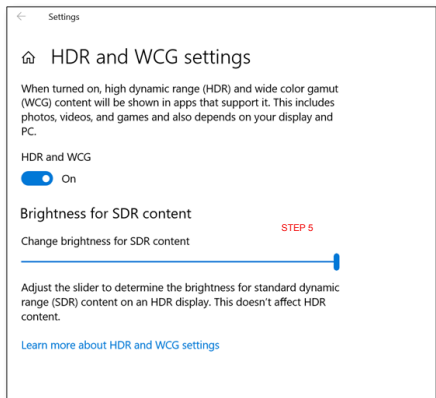 Settings
HDR and WCG settings
When turned on, high dynamic range (HDR) and wide color gamut
(WCG) content will be shown in apps that support it. This includes
photos, videos, and games and also depends on your display and
PC.
HDR and WCG
On
Brightness for SDR content
STEP 5
Change brightness for SDR content
Adjust the slider to determine the brightness for standard dynamic
range (SDR) content on an HDR display. This doesn't affect HDR
content.
Learn more about HDR and WCG settings